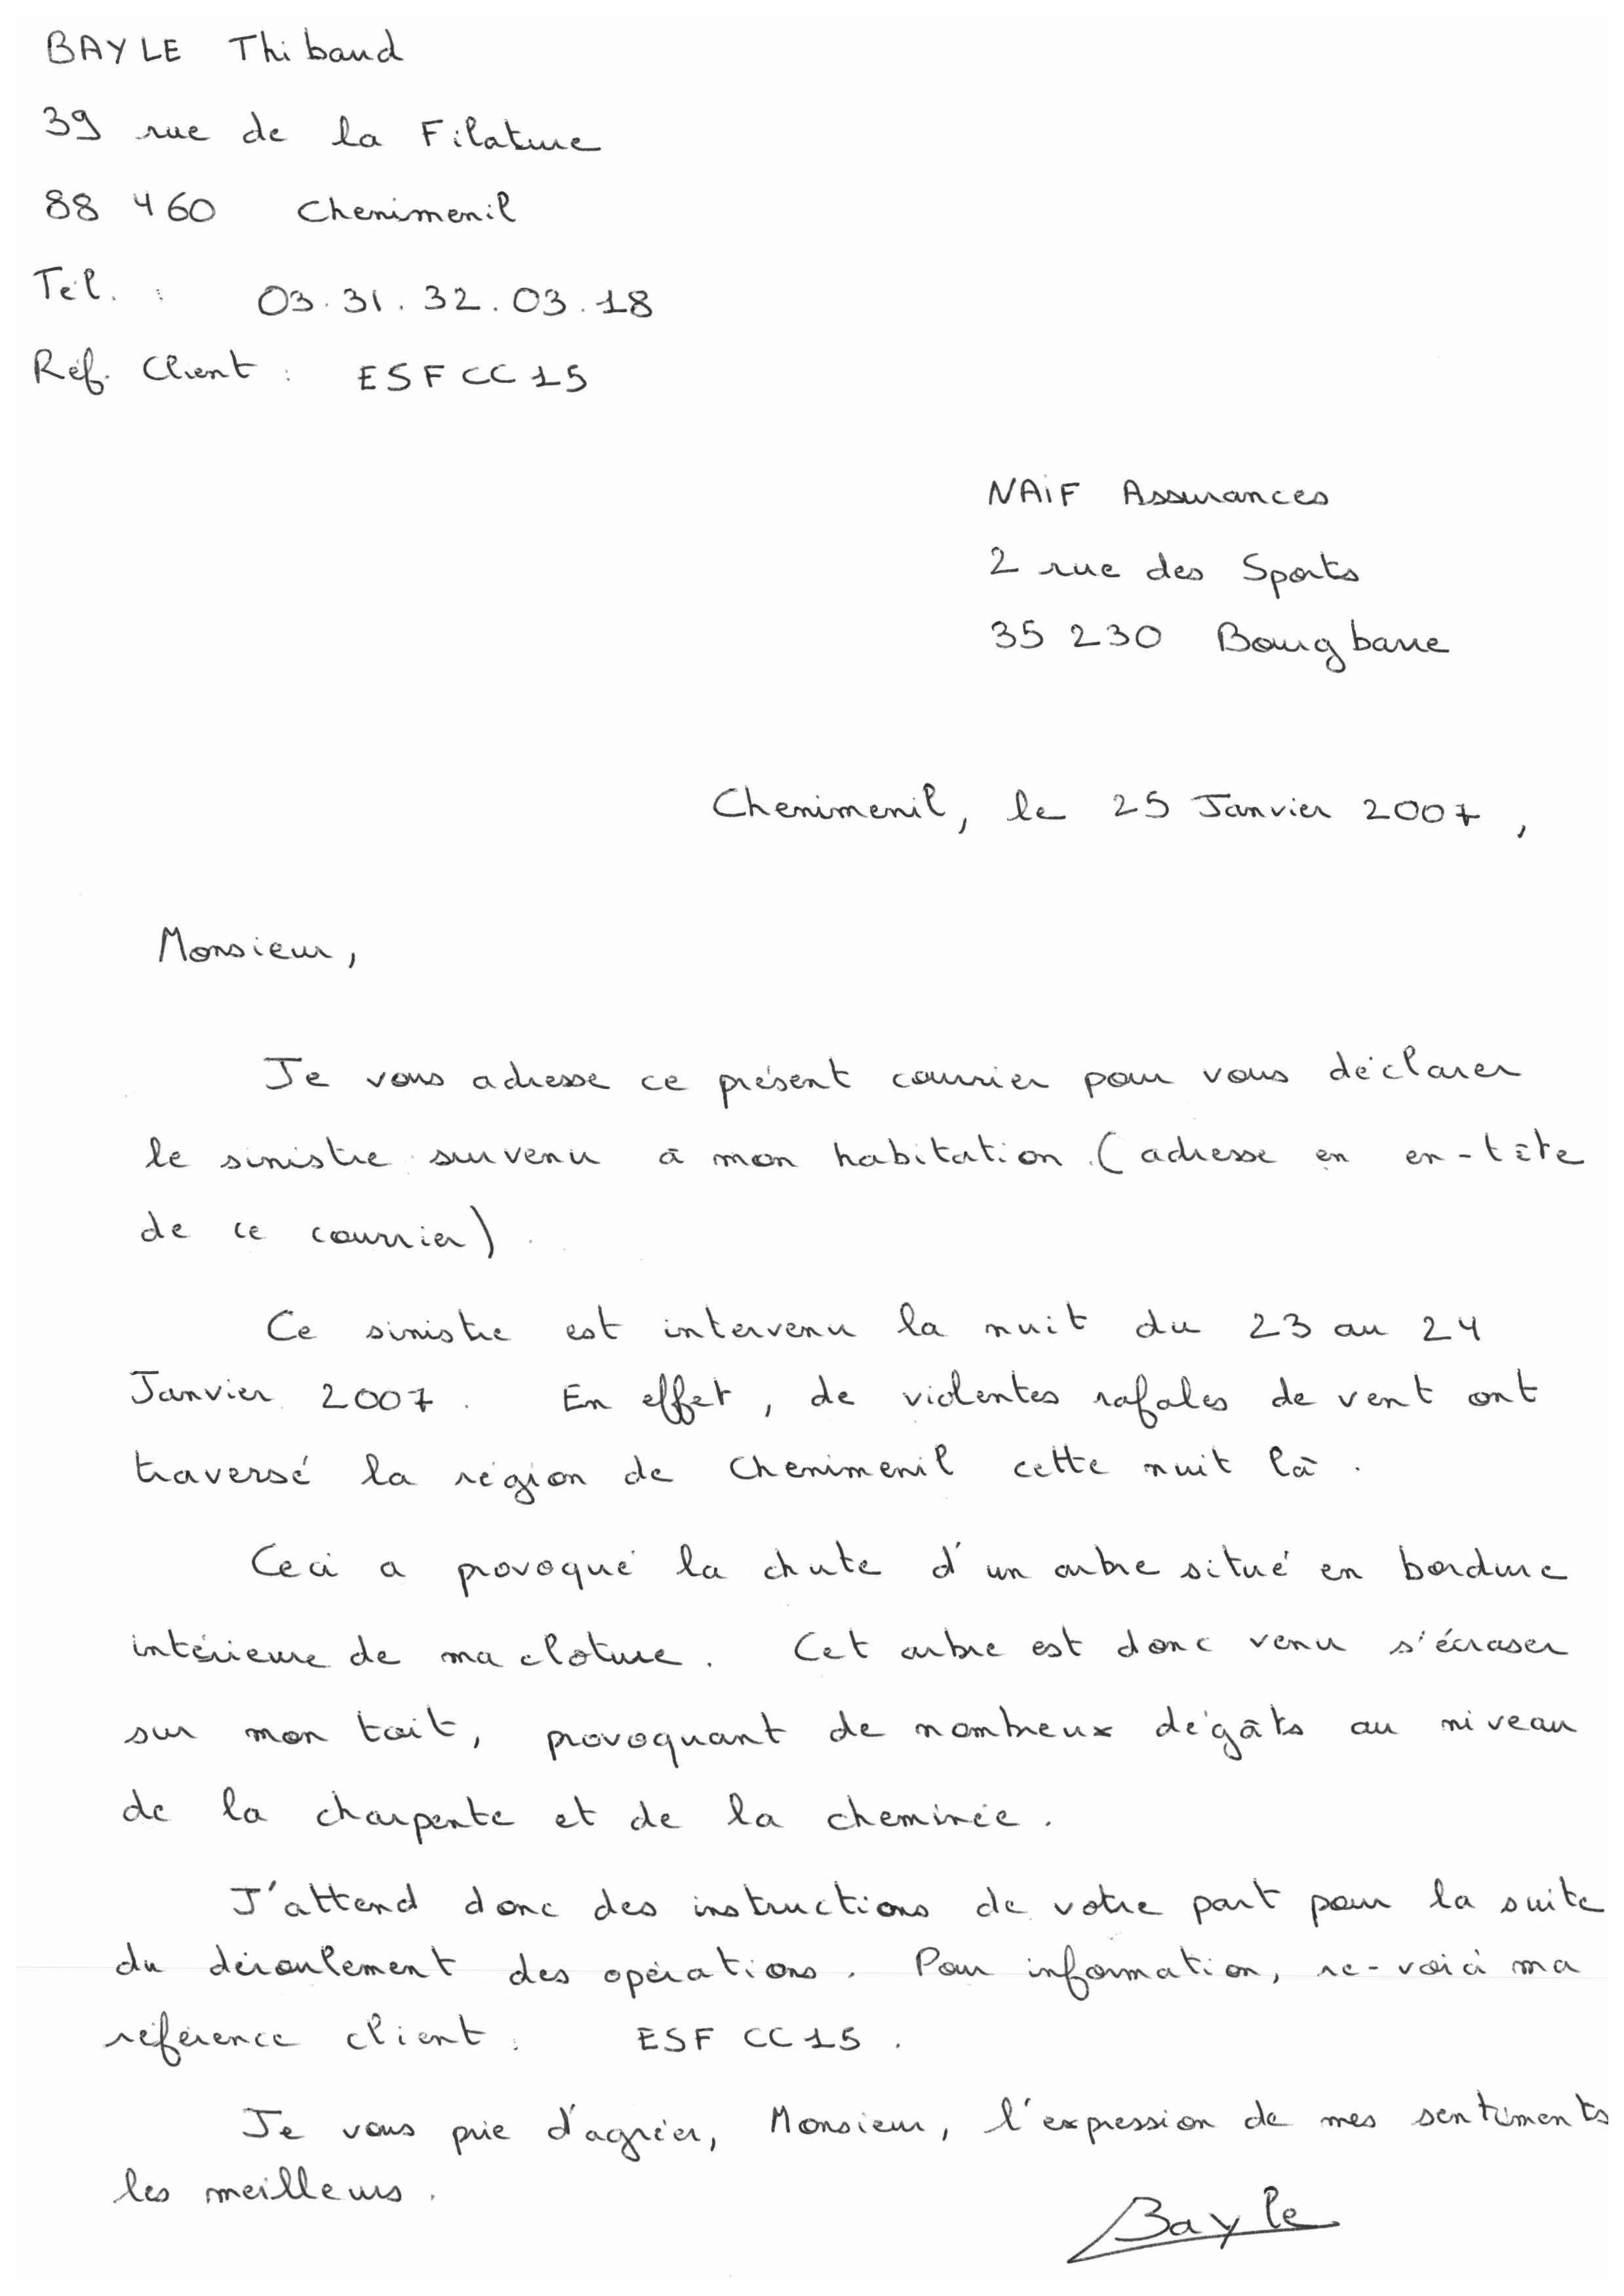 BAYLE Thibaud
39 rue de la Filature
88 460 Chenimenil
Tél. : 03.31.32.03.18
Réf. Client : ESFCC15
NAiF Assurances
2 rue des Sports
35 230 Bourgbarre
Chenimenil, le 25 Janvier 2007,
Monsieur,
Je vous adresse ce présent courrier pour vous déclarer
le sinistre survenu à mon habitation (adresse en en-tête
de ce courrier).
Ce sinistre est intervenu la nuit du 23 au 24
Janvier 2007. En effet, de violentes rafales de vent ont
traversé la région de Chenimenil cette nuit là.
Ceci a provoqué la chute d'un arbre situé en bordure
intérieure de ma cloture. Cet arbre est donc venu s'écraser
sur mon toit, provoquant de nombreux dégâts au niveau
de la charpente et de la cheminée.
J'attend donc des instructions de votre part pour la suite
du déroulement des opérations. Pour information, re-voici ma
référence client : ESF CC15.
Je vous prie d'agréer, Monsieur, l'expression de mes sentiments
les meilleurs.
Bayle